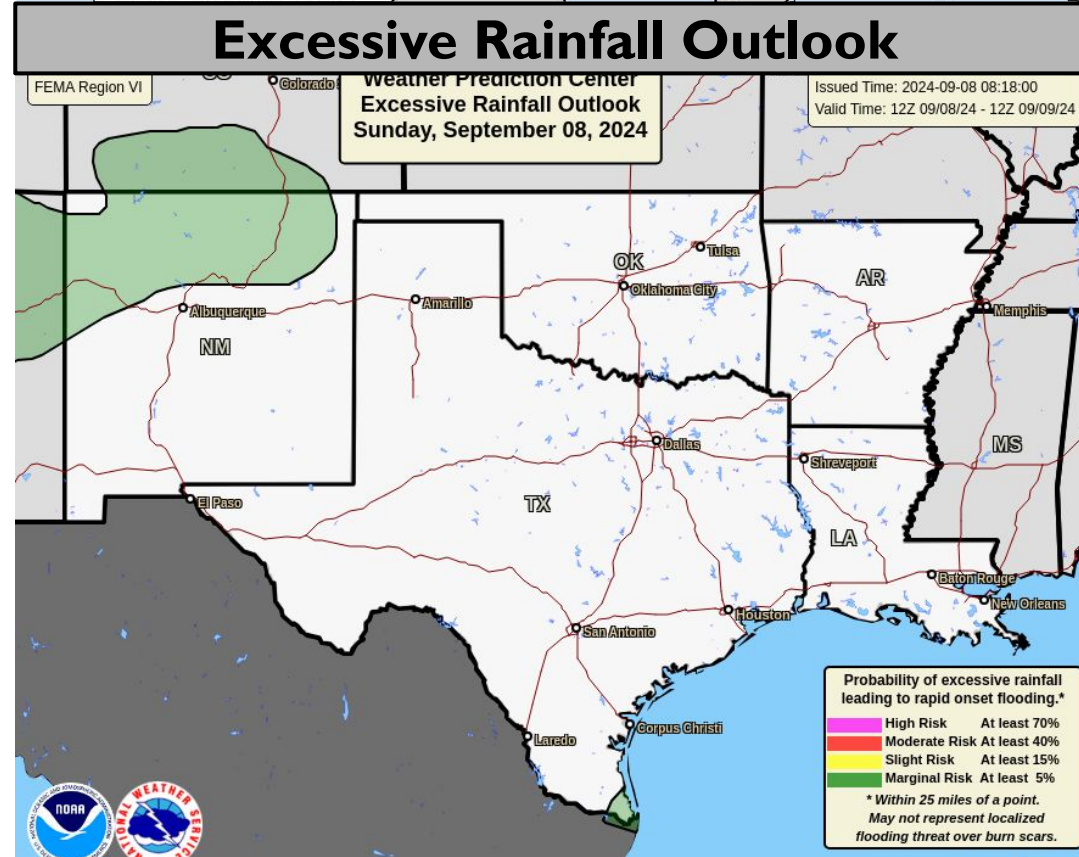 Excessive Rainfall Outlook
FEMA Region VI
Weather Prediction Center
Excessive Rainfall Outlook
Sunday, September 08, 2024
Issued Time: 2024-09-08 08:18:00
Valid Time: 12Z 09/08/24 - 12Z 09/09/24
Colorado
Tulsa
OK
Oklahoma City
AR
Amarillo
Albuquerque
Memphis
NM
Dallas
MS
Shreveport
El Paso
TX
LA
Baton Rouge
New Orleans
Houston
San Antonio
Corpus Christi
Laredo
Probability of excessive rainfall
leading to rapid onset flooding.*
High Risk At least 70%
Moderate Risk At least 40%
Slight Risk At least 15%
Marginal Risk At least 5%
* Within 25 miles of a point.
May not represent localized
flooding threat over burn scars.
NOAA
NATIONAL WEATHER SERVICE